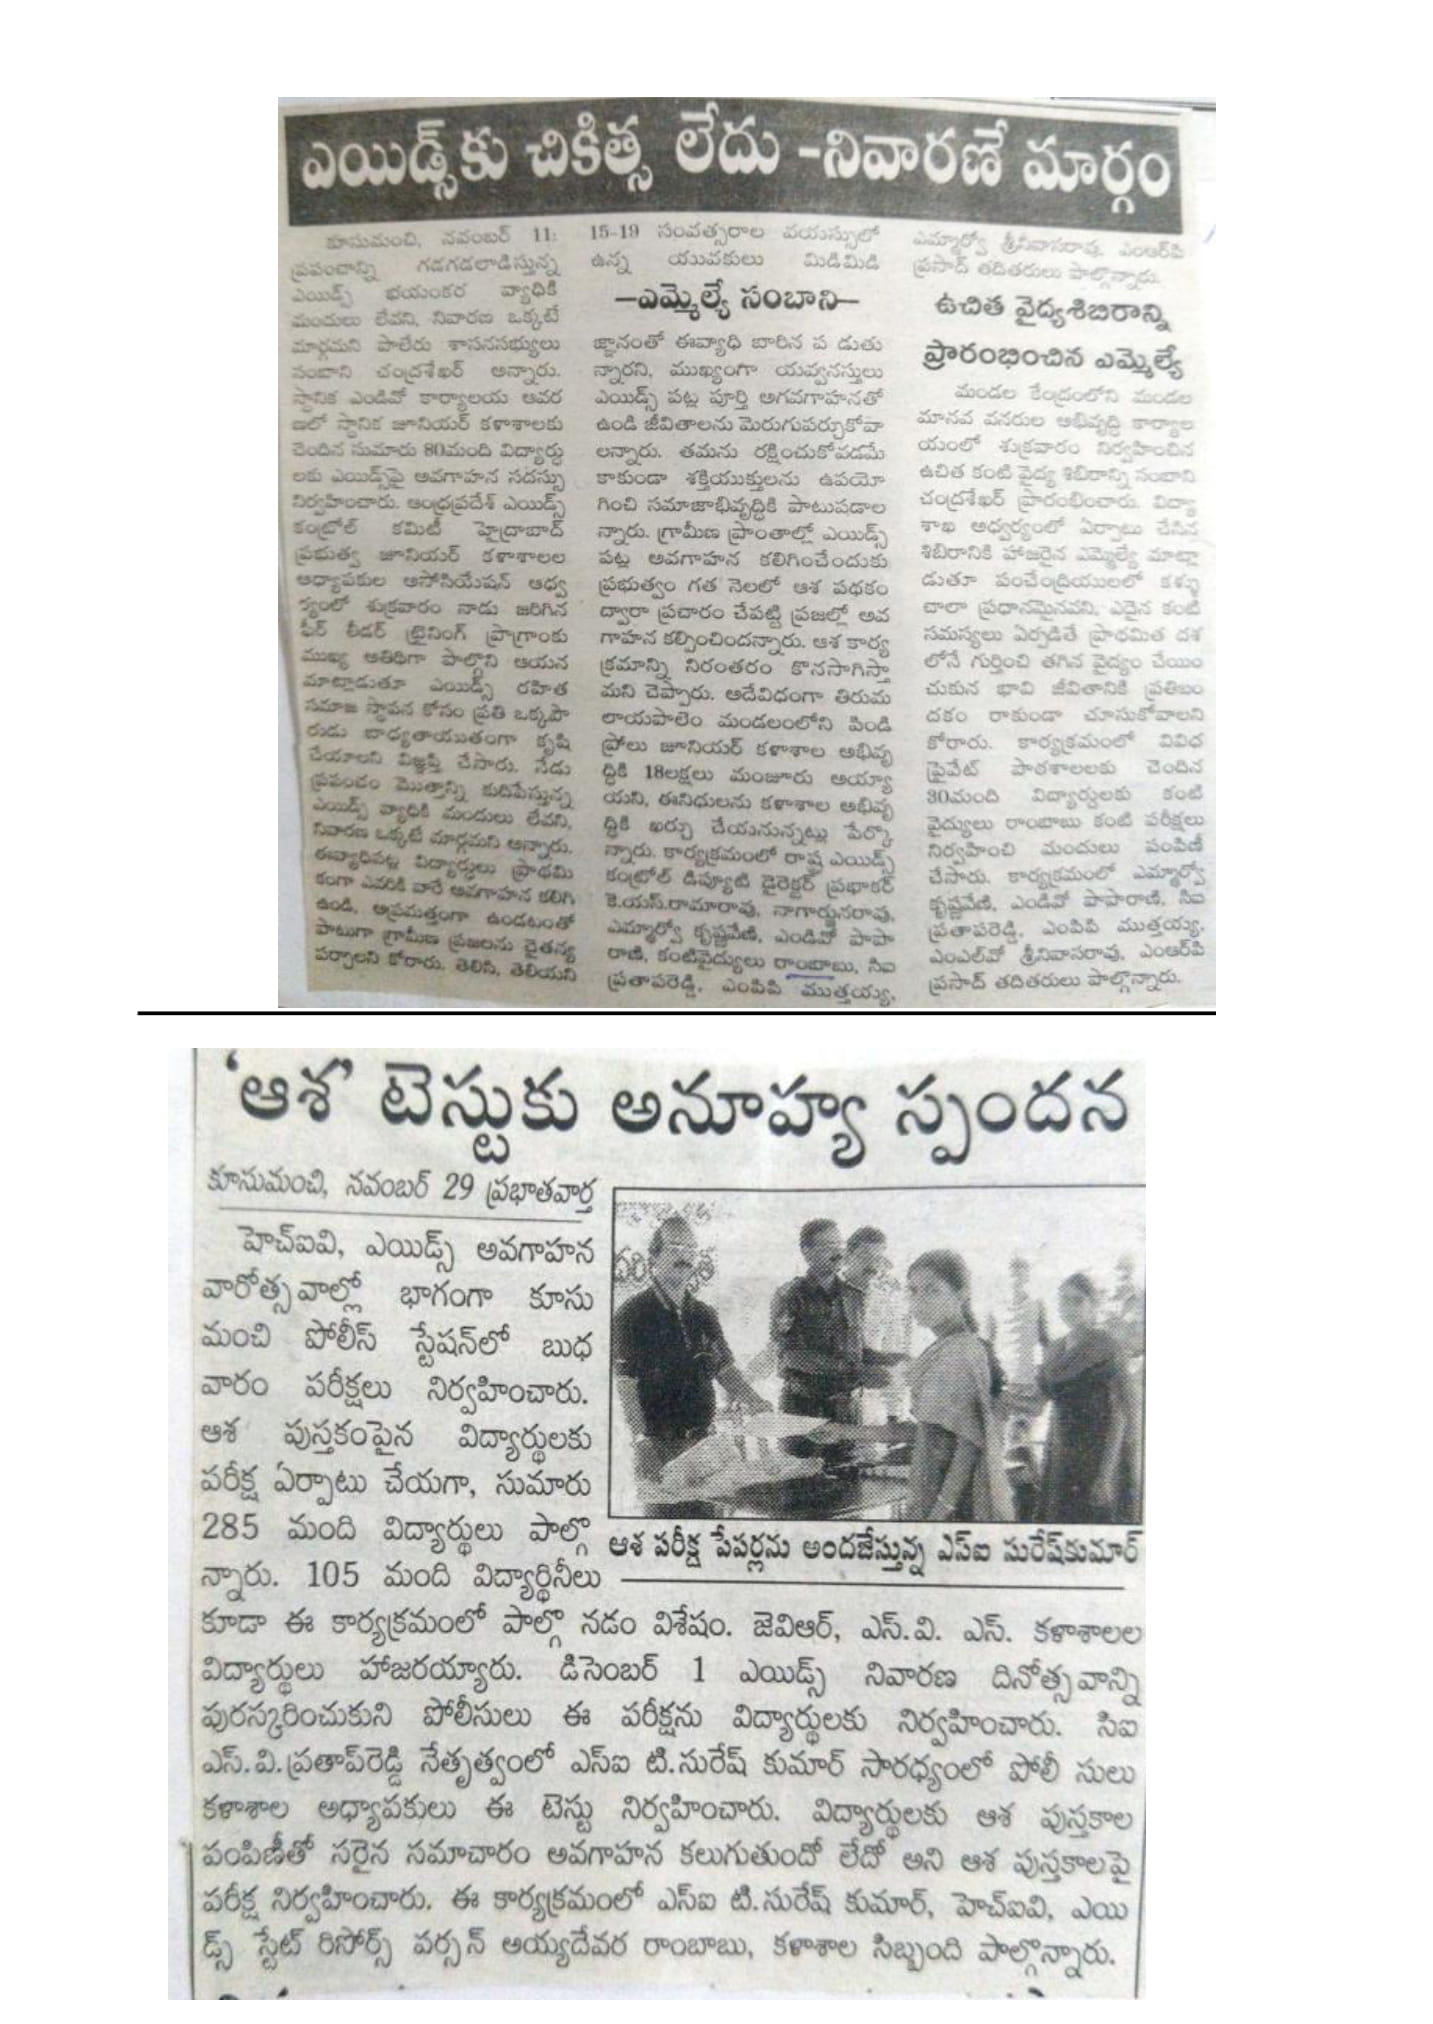 ఎయిడ్స్‌కు చికిత్స లేదు -నివారణే మార్గం
కూసుమంచి, నవంబర్ 11:
ప్రపంచాన్ని గడగడలాడిస్తున్న
ఎయిడ్స్ భయంకర వ్యాధికి
మందులు లేవని, నివారణ ఒక్కటే
మార్గమని పాలేరు శాసనసభ్యులు
సంబాని చంద్రశేఖర్ అన్నారు.
స్థానిక ఎండివో కార్యాలయ ఆవర
ణలో స్థానిక జూనియర్ కళాశాలకు
చెందిన సుమారు 80మంది విద్యార్థు
లకు ఎయిడ్స్‌పై అవగాహన సదస్సు
నిర్వహించారు. ఆంధ్రప్రదేశ్ ఎయిడ్స్
కంట్రోల్ కమిటీ హైద్రాబాద్
ప్రభుత్వ జూనియర్ కళాశాలల
అధ్యాపకుల అసోసియేషన్ ఆధ్వ
ర్యంలో శుక్రవారం నాడు జరిగిన
ఫీర్ లీడర్ ట్రైనింగ్ ప్రొగ్రాంకు
ముఖ్య అతిథిగా పాల్గొని ఆయన
మాట్లాడుతూ ఎయిడ్స్ రహిత
సమాజ స్థాపన కోసం ప్రతి ఒక్కపౌ
రుడు బాధ్యతాయుతంగా కృషి
చేయాలని విజ్ఞప్తి చేసారు. నేడు
ప్రపంచం మొత్తాన్ని కుదిపేస్తున్న
ఎయిడ్స్ వ్యాధికి మందులు లేవని,
నివారణ ఒక్కటే మార్గమని అన్నారు.
ఈవ్యాధిపట్ల విద్యార్థులు ప్రాథమి
కంగా ఎవరికి వారే అవగాహన కలిగి
ఉండి, అప్రమత్తంగా ఉండటంతో
పాటుగా గ్రామీణ ప్రజలను చైతన్య
పర్చాలని కోరారు. తెలిసి, తెలియని
15-19 సంవత్సరాల వయస్సులో
ఉన్న యువకులు మిడిమిడి
–ఎమ్మెల్యే సంబాని–
జ్ఞానంతో ఈవ్యాధి బారిన ప డుతు
న్నారని, ముఖ్యంగా యవ్వనస్తులు
ఎయిడ్స్ పట్ల పూర్తి అగవగాహనతో
ఉండి జీవితాలను మెరుగుపర్చుకోవా
లన్నారు. తమను రక్షించుకోవడమే
కాకుండా శక్తియుక్తులను ఉపయో
గించి సమాజాభివృద్ధికి పాటుపడాల
న్నారు. గ్రామీణ ప్రాంతాల్లో ఎయిడ్స్
పట్ల అవగాహన కలిగించేందుకు
ప్రభుత్వం గత నెలలో ఆశ పథకం
ద్వారా ప్రచారం చేపట్టి ప్రజల్లో అవ
గాహన కల్పించిందన్నారు. ఆశ కార్య
క్రమాన్ని నిరంతరం కొనసాగిస్తా
మని చెప్పారు. అదేవిధంగా తిరుమ
లాయపాలెం మండలంలోని పిండి
ప్రోలు జూనియర్ కళాశాల అభివృ
ద్ధికి 18లక్షలు మంజూరు అయ్యా
యని, ఈనిధులను కళాశాల అభివృ
ద్ధికి ఖర్చు చేయనున్నట్లు పేర్కొ
న్నారు. కార్యక్రమంలో రాష్ట్ర ఎయిడ్స్
కంట్రోల్ డిప్యూటి డైరెక్టర్ ప్రభాకర్
కె.యస్.రామారావు, నాగార్జునరావు,
ఎమ్మార్వో కృష్ణవేణి, ఎండివో పాపా
రాణి, కంటివైద్యులు రాంబాబు, సిఐ
ప్రతాపరెడ్డి, ఎంపిపి ముత్తయ్య,
ఎమ్మార్వో శ్రీనివాసరావు, ఎంఆర్‌పి
ప్రసాద్ తదితరులు పాల్గొన్నారు.
ఉచిత వైద్యశిబిరాన్ని
ప్రారంభించిన ఎమ్మెల్యే
మండల కేంద్రంలోని మండల
మానవ వనరుల అభివృద్ధి కార్యాల
యంలో శుక్రవారం నిర్వహించిన
ఉచిత కంటి వైద్య శిబిరాన్ని సంబాని
చంద్రశేఖర్ ప్రారంభించారు. విద్యా
శాఖ ఆధ్వర్యంలో ఏర్పాటు చేసిన
శిబిరానికి హాజరైన ఎమ్మెల్యే మాట్లా
డుతూ పంచేంద్రియులలో కళ్ళు
చాలా ప్రధానమైనవని, ఎదైన కంటి
సమస్యలు ఏర్పడితే ప్రాథమిత దశ
లోనే గుర్తించి తగిన వైద్యం చేయిం
చుకున భావి జీవితానికి ప్రతిబం
దకం రాకుండా చూసుకోవాలని
కోరారు. కార్యక్రమంలో వివిధ
ప్రైవేట్ పాఠశాలలకు చెందిన
30మంది విద్యార్థులకు కంటి
వైద్యులు రాంబాబు కంటి పరీక్షలు
నిర్వహించి మందులు పంపిణీ
చేసారు. కార్యక్రమంలో ఎమ్మార్వో
కృష్ణవేణి, ఎండివో పాపారాణి, సిఐ
ప్రతాపరెడ్డి, ఎంపిపి ముత్తయ్య,
ఎంఎల్‌వో శ్రీనివాసరావు, ఎంఆర్‌పి
ప్రసాద్ తదితరులు పాల్గొన్నారు.
‘ఆశ’ టెస్టుకు అనూహ్య స్పందన
కూసుమంచి, నవంబర్ 29 ప్రభాతవార్త
హెచ్ఐవి, ఎయిడ్స్ అవగాహన
వారోత్స వాల్లో భాగంగా కూసు
మంచి పోలీస్ స్టేషన్‌లో బుధ
వారం పరీక్షలు నిర్వహించారు.
ఆశ పుస్తకంపైన విద్యార్థులకు
పరీక్ష ఏర్పాటు చేయగా, సుమారు
285 మంది విద్యార్థులు పాల్గొ
న్నారు. 105 మంది విద్యార్థినీలు
ఆశ పరీక్ష పేపర్లను అందజేస్తున్న ఎస్ఐ సురేష్‌కుమార్
కూడా ఈ కార్యక్రమంలో పాల్గొ నడం విశేషం. జెవిఆర్, ఎస్.వి. ఎస్. కళాశాలల
విద్యార్థులు హాజరయ్యారు. డిసెంబర్ 1 ఎయిడ్స్ నివారణ దినోత్స వాన్ని
పురస్కరించుకుని పోలీసులు ఈ పరీక్షను విద్యార్థులకు నిర్వహించారు. సిఐ
ఎస్.వి.ప్రతాప్‌రెడ్డి నేతృత్వంలో ఎస్ఐ టి.సురేష్ కుమార్ సారధ్యంలో పోలీ సులు
కళాశాల అధ్యాపకులు ఈ టెస్టు నిర్వహించారు. విద్యార్థులకు ఆశ పుస్తకాల
పంపిణీతో సరైన సమాచారం అవగాహన కలుగుతుందో లేదో అని ఆశ పుస్తకాలపై
పరీక్ష నిర్వహించారు. ఈ కార్యక్రమంలో ఎస్ఐ టి.సురేష్ కుమార్, హెచ్ఐవి, ఎయి
డ్స్ స్టేట్ రిసోర్స్ పర్సన్ అయ్యదేవర రాంబాబు, కళాశాల సిబ్బంది పాల్గొన్నారు.